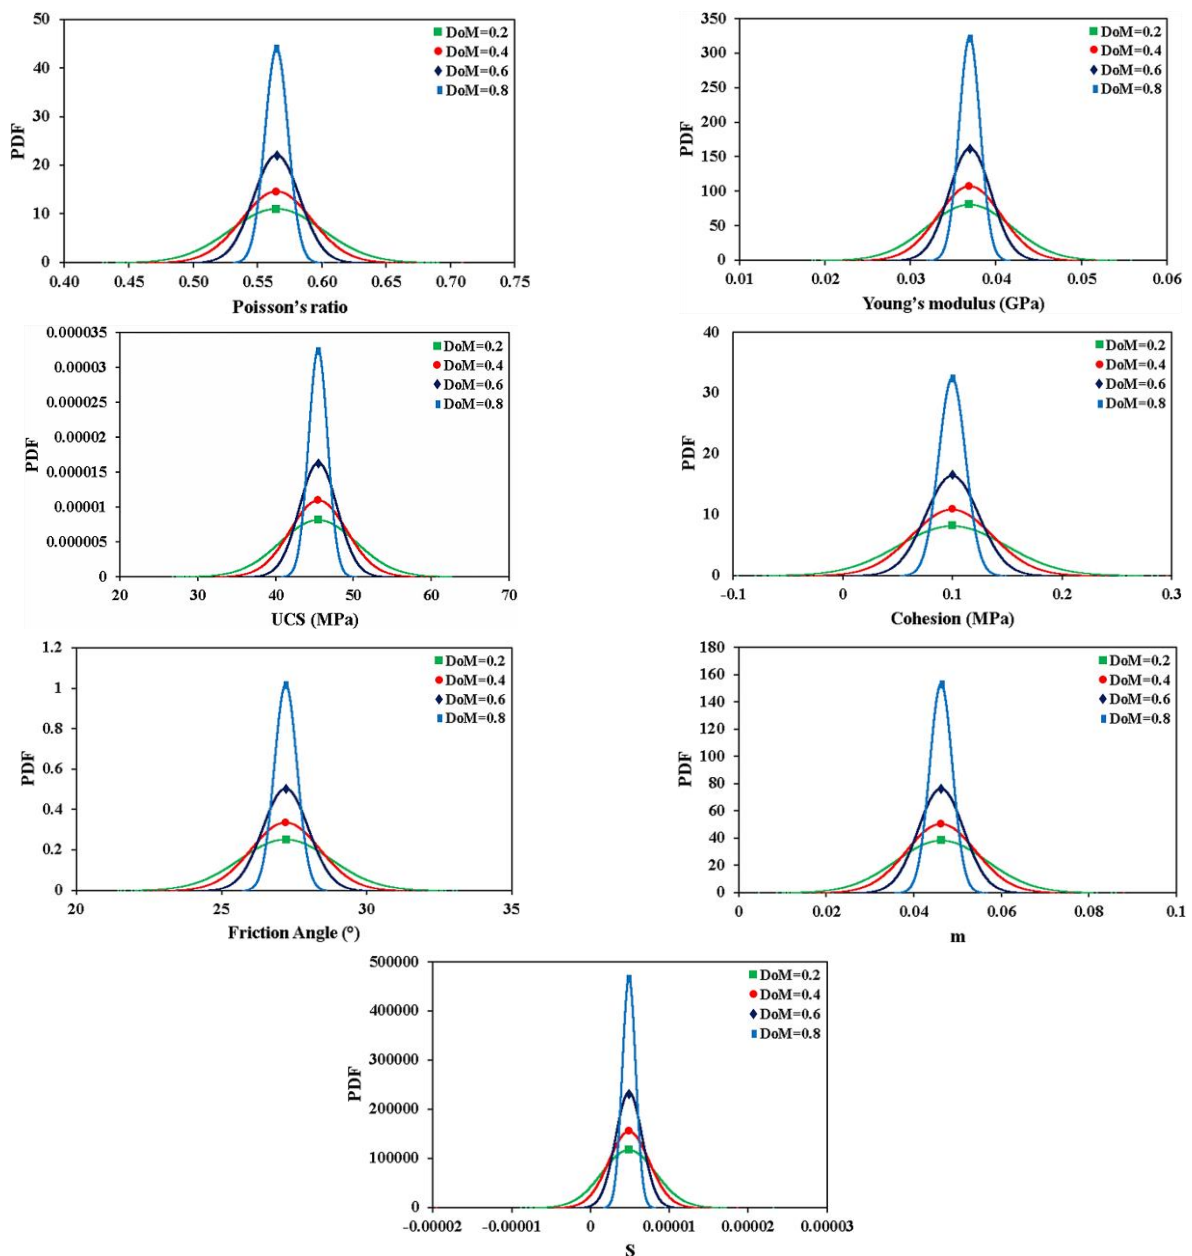 50
40
30
20
10
0
PDF
0.40 0.45 0.50 0.55 0.60 0.65 0.70 0.75
Poisson's ratio
DoM=0.2
DoM=0.4
DoM=0.6
DoM=0.8
350
300
250
200
150
100
50
0
PDF
0.01 0.02 0.03 0.04 0.05 0.06
Young's modulus (GPa)
DoM=0.2
DoM=0.4
DoM=0.6
DoM=0.8
0.000035
0.00003
0.000025
0.00002
0.000015
0.00001
0.000005
0
PDF
20 30 40 50 60 70
UCS (MPa)
DoM=0.2
DoM=0.4
DoM=0.6
DoM=0.8
40
30
20
10
0
PDF
-0.1 0 0.1 0.2 0.3
Cohesion (MPa)
DoM=0.2
DoM=0.4
DoM=0.6
DoM=0.8
1.2
1
0.8
0.6
0.4
0.2
0
PDF
20 25 30 35
Friction Angle (°)
DoM=0.2
DoM=0.4
DoM=0.6
DoM=0.8
180
160
140
120
100
80
60
40
20
0
PDF
0 0.02 0.04 0.06 0.08 0.1
m
DoM=0.2
DoM=0.4
DoM=0.6
DoM=0.8
500000
400000
300000
200000
100000
0
PDF
-0.00002 -0.00001 0 0.00001 0.00002 0.00003
S
DoM=0.2
DoM=0.4
DoM=0.6
DoM=0.8